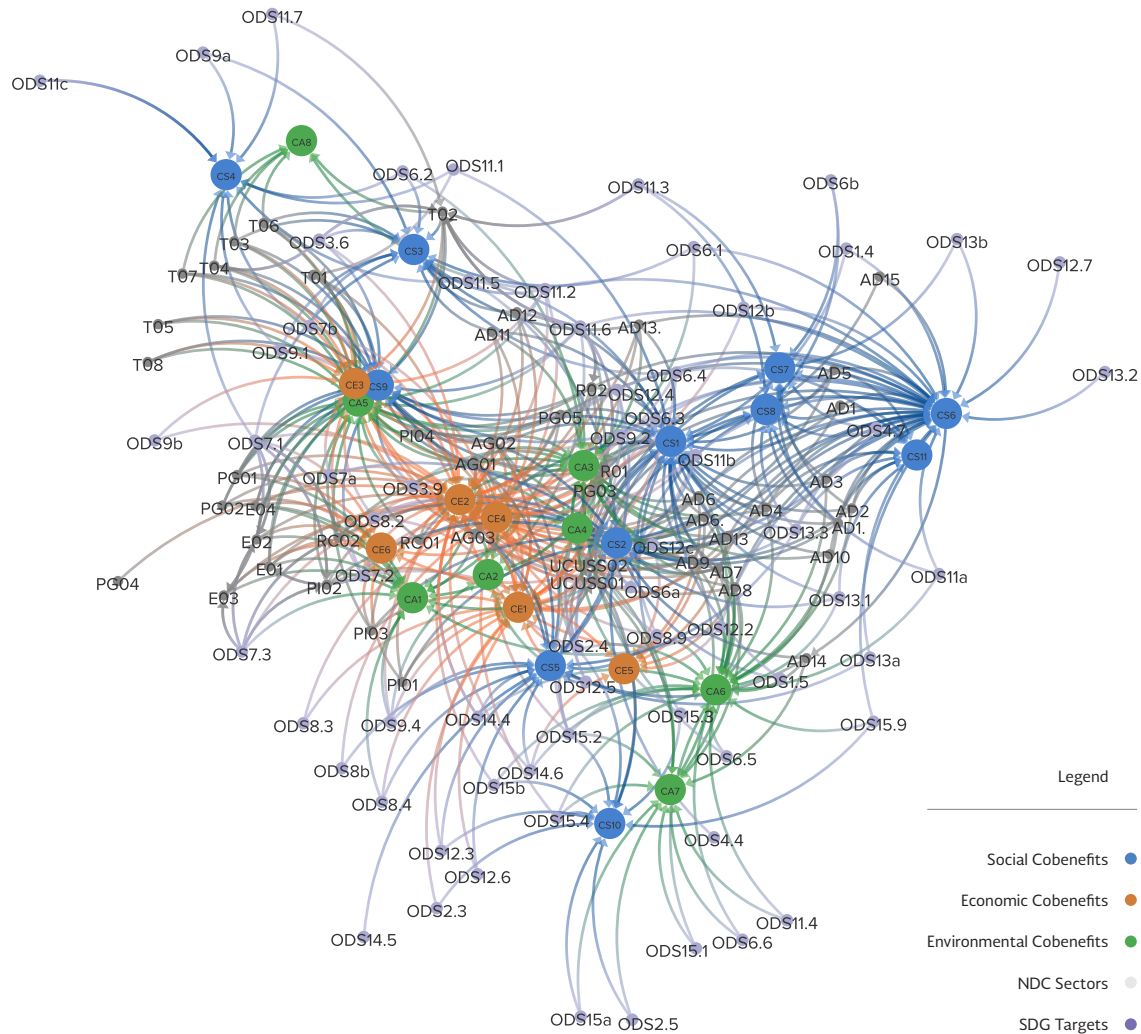 ODS11.7
ODS9a
ODS11c
CA8
CS4
ODS6.2
ODS11.1
ODS11.3
ODS6b
T02
T06
T03
ODS3.6
CS3
ODS6.1
ODS1.4
ODS13b
ODS12.7
T07
T04
T01
ODS11.5
ODS11.2
AD15
ODS12b
T05
ODS7b
AD12
AD11
ODS11.6
AD13.
T08
ODS9.1
CE3
CS9
CA5
R02
ODS12.4
ODS6.4
CS7
AD5
ODS13.2
PG05
ODS6.3
CS8
AD1
CS6
ODS9b
ODS7.1
PI04
AG02
ODS9.2
CS1
ODS4.7
CS11
AG01
CA3
R01
ODS11b
PG01
ODS7a
ODS3.9
PG03
AD3
PG02
E04
CE2
CE4
AD6
AD4
AD2
ODS8.2
CA4
AD6.
ODS13.3
AD1.
E02
RC02
CE6
RC01
AG03
CS2
ODS12c
AD13
AD10
PG04
E01
ODS7.2
CA2
UCUSS02
AD9
AD7
ODS11a
E03
PI02
CA1
UCUSS01
ODS6a
AD8
ODS13.1
CE1
PI03
ODS12.2
ODS7.3
ODS2.4
ODS8.9
CS5
CE5
AD14
ODS13a
PI01
ODS12.5
CA6
ODS1.5
ODS8.3
ODS9.4
ODS14.4
ODS15.3
ODS15.9
ODS15.2
ODS8b
ODS14.6
ODS6.5
Legend
ODS15b
CA7
ODS8.4
ODS15.4
CS10
ODS4.4
ODS12.3
Social Cobenefits
ODS12.6
Economic Cobenefits
ODS2.3
ODS11.4
ODS14.5
ODS15.1
ODS6.6
Environmental Cobenefits
NDC Sectors
ODS15a
ODS2.5
SDG Targets